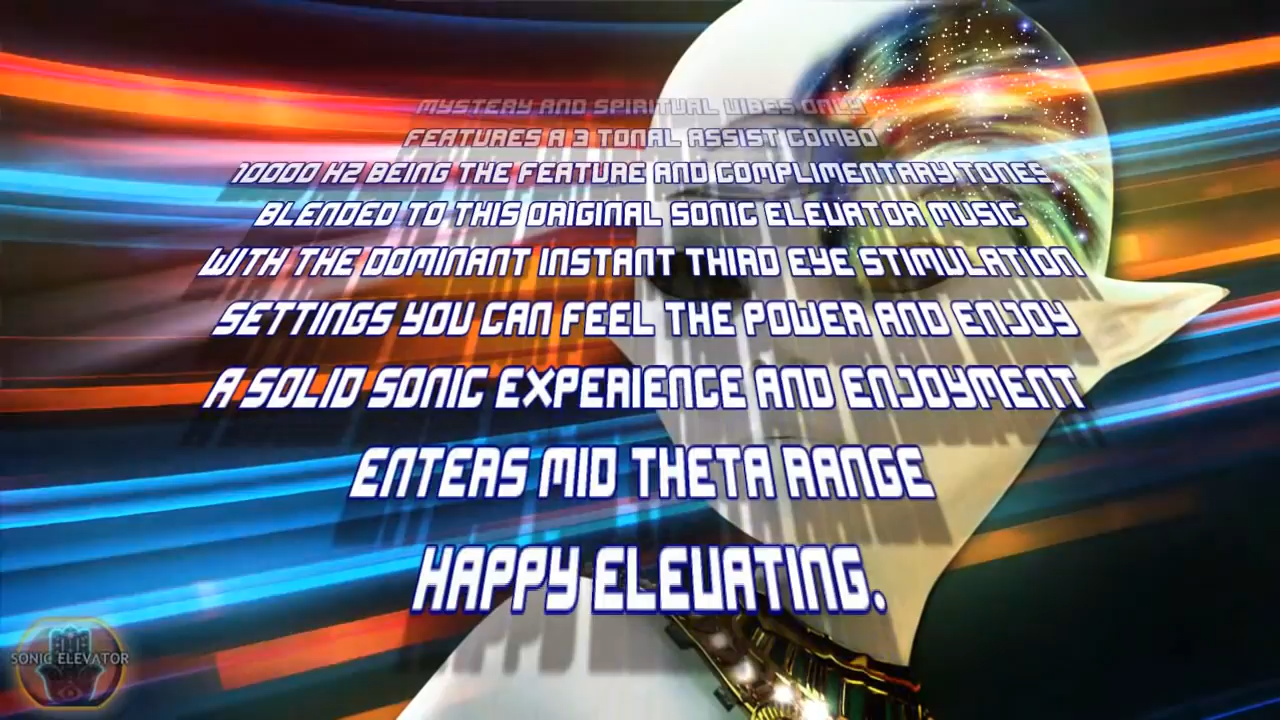 MYSTERY AND SPIRITUAL VIBES ONLY
FEATURES A 3 TONAL ASSIST COMBO
10000 HZ BEING THE FEATURE AND COMPLIMENTARY TONES
BLENDED TO THIS ORIGINAL SONIC ELEVATOR MUSIC
WITH THE DOMINANT INSTANT THIRD EYE STIMULATION
SETTINGS YOU CAN FEEL THE POWER AND ENJOY
A SOLID SONIC EXPERIENCE AND ENJOYMENT
ENTERS MID THETA RANGE
HAPPY ELEVATING.
SONIC ELEVATOR